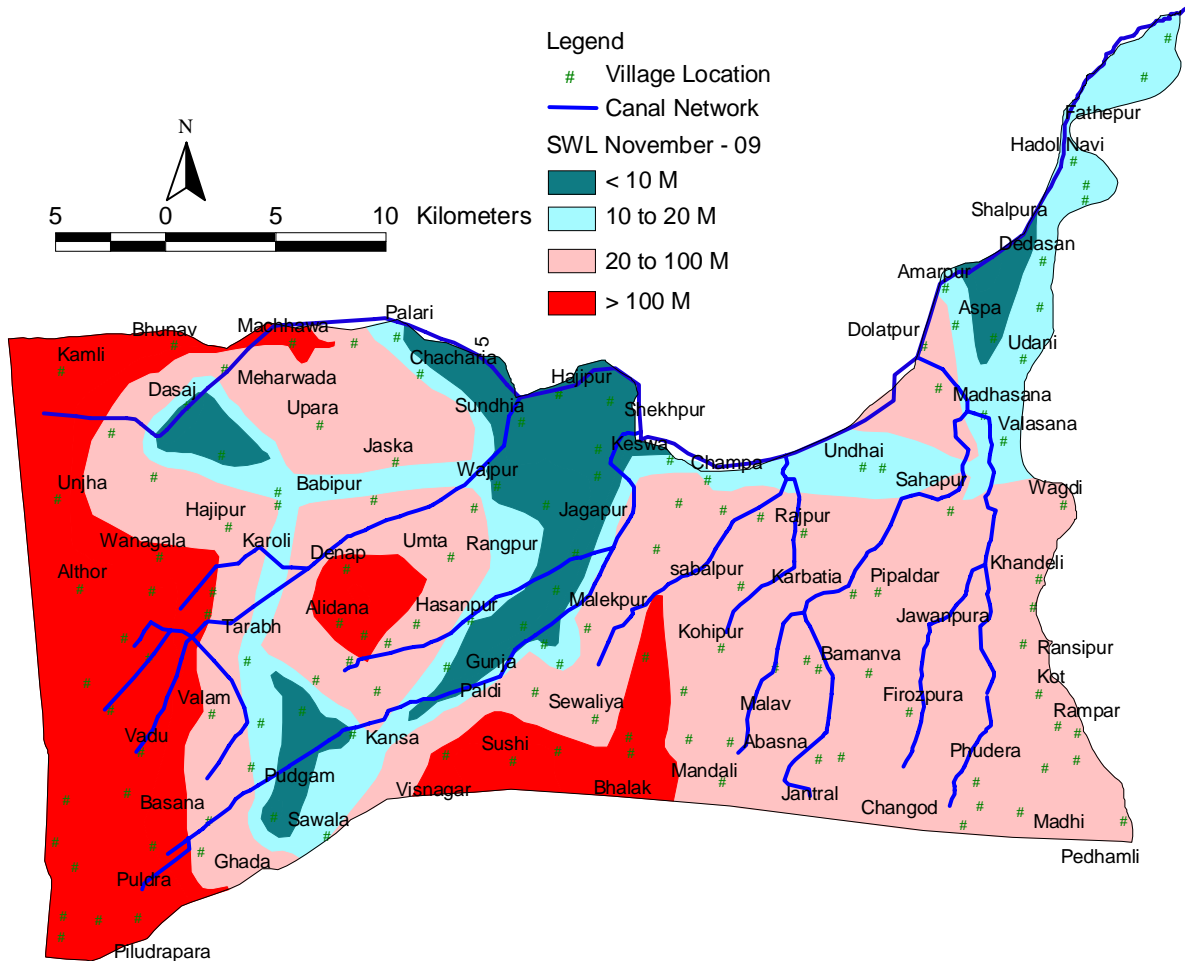 Legend
# Village Location
Canal Network
SWL November - 09
< 10 M
10 to 20 M
20 to 100 M
> 100 M
N
5 0 5 10 Kilometers
Fathepur
Hadol Navi
Shalpura
Dedasan
Amarpur
Aspa
Dolatpur
Udani
Palari
Machhawa
Bhunav
5
Kamli
Chacharia
Meharwada
Dasaj
Hajipur
Madhasana
Upara
Sundhia
Shekhpur
Valasana
Jaska
Keswa
Wajpur
Champa
Undhai
Sahapur
Unjha
Babipur
Wagdi
Hajipur
Jagapur
Rajpur
Wanagala
Karoli
Denap
Umta
Rangpur
Khandeli
Althor
sabalpur
Karbatia
Pipaldar
Alidana
Hasanpur
Malekpur
Jawanpura
Tarabh
Kohipur
Ransipur
Gunja
Bamanva
Kot
Valam
Paldi
Sewaliya
Malav
Firozpura
Rampar
Vadu
Kansa
Sushi
Abasna
Phudera
Pudgam
Mandali
Visnagar
Bhalak
Jantral
Basana
Changod
Sawala
Madhi
Ghada
Pedhamli
Puldra
Piludrapara